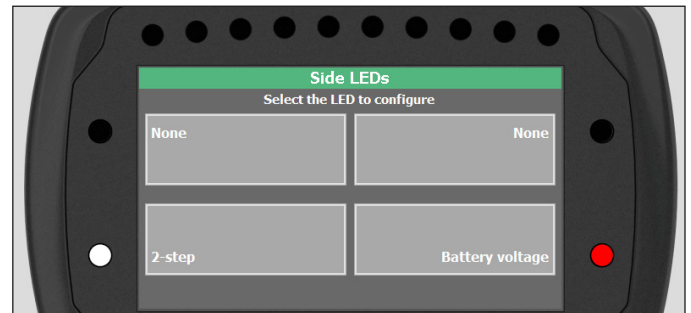 Side LEDs
Select the LED to configure
None
None
2-step
Battery voltage